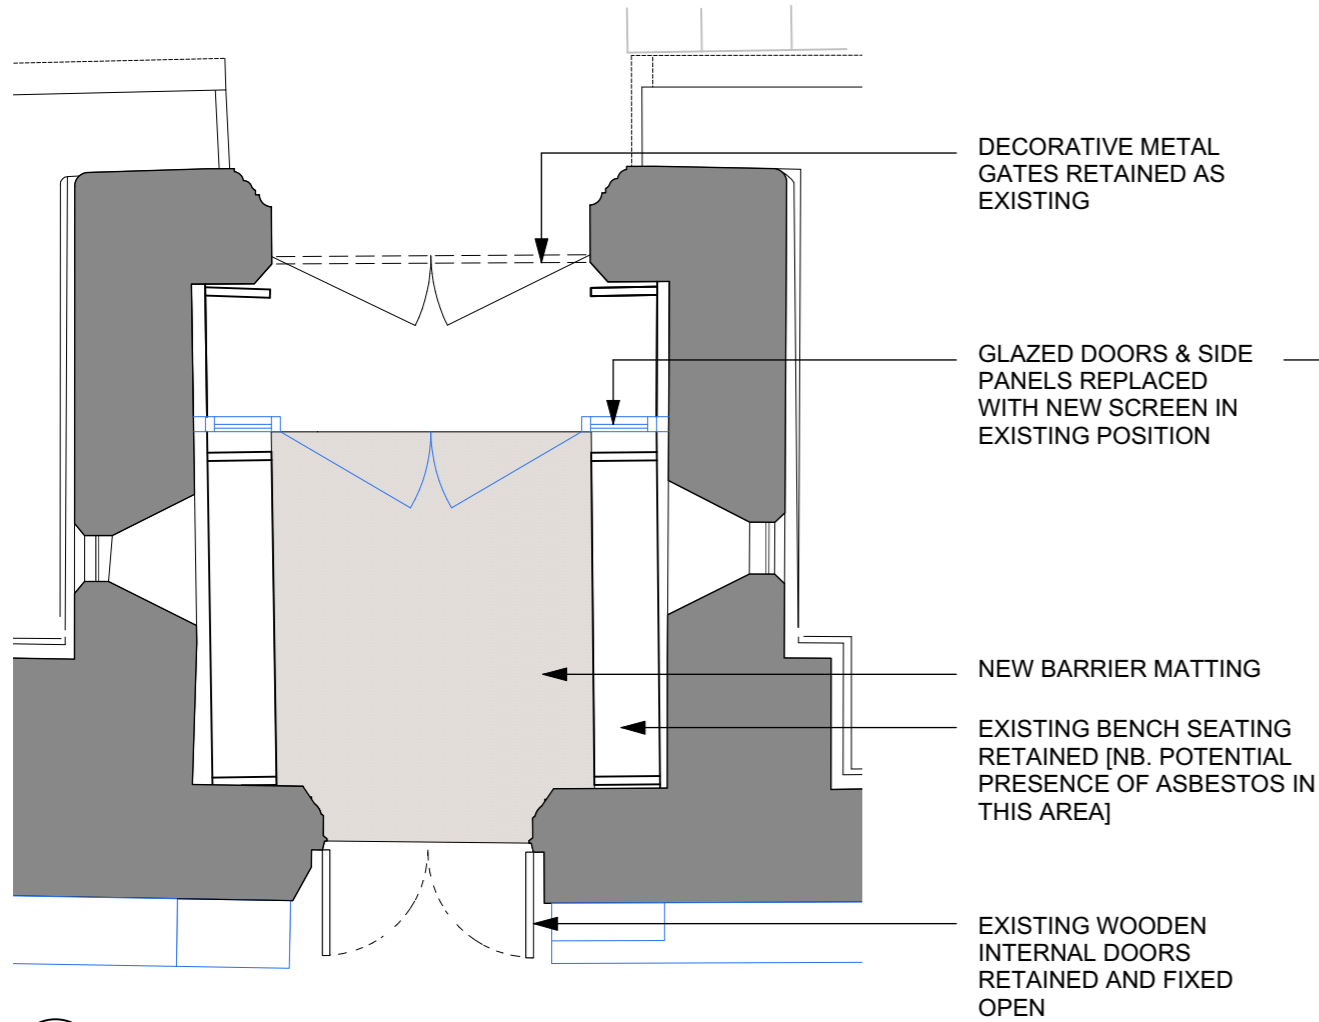 DECORATIVE METAL
GATES RETAINED AS
EXISTING
GLAZED DOORS & SIDE
PANELS REPLACED
WITH NEW SCREEN IN
EXISTING POSITION
NEW BARRIER MATTING
EXISTING BENCH SEATING
RETAINED [NB. POTENTIAL
PRESENCE OF ASBESTOS IN
THIS AREA]
EXISTING WOODEN
INTERNAL DOORS
RETAINED AND FIXED
OPEN